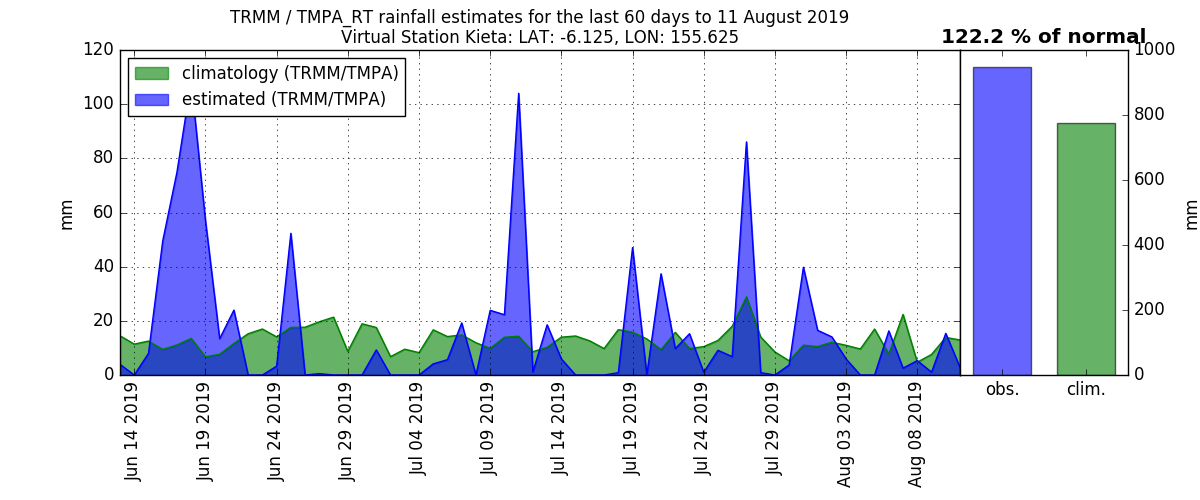 TRMM / TMPA_RT rainfall estimates for the last 60 days to 11 August 2019
Virtual Station Kieta: LAT: -6.125, LON: 155.625
122.2 % of normal
climatology (TRMM/TMPA)
estimated (TRMM/TMPA)
mm
120
100
80
60
40
20
0
Jun 14 2019
Jun 19 2019
Jun 24 2019
Jun 29 2019
Jul 04 2019
Jul 09 2019
Jul 14 2019
Jul 19 2019
Jul 24 2019
Jul 29 2019
Aug 03 2019
Aug 08 2019
1000
800
600
400
200
0
mm
obs.
clim.